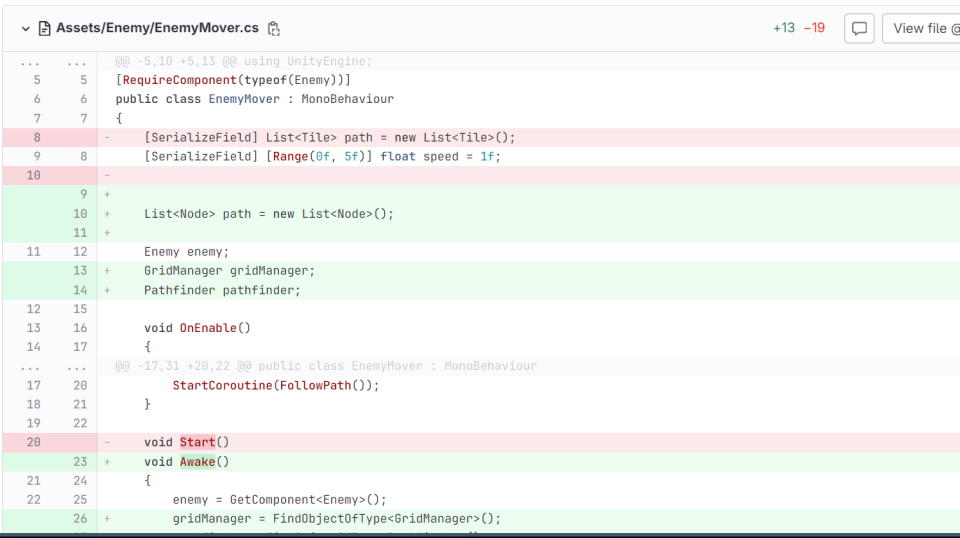 Assets/Enemy/EnemyMover.cs +13 −19 View file @
... ... @@ -5,10 +5,13 @@ using UnityEngine;
5 5 [RequireComponent(typeof(Enemy))]
6 6 public class EnemyMover : MonoBehaviour
7 7 {
8 - [SerializeField] List<Tile> path = new List<Tile>();
9 8 [SerializeField] [Range(0f, 5f)] float speed = 1f;
10 -
9 +
10 + List<Node> path = new List<Node>();
11 +
11 12 Enemy enemy;
13 + GridManager gridManager;
14 + Pathfinder pathfinder;
12 15
13 16 void OnEnable()
14 17 {
... ... @@ -17,31 +20,22 @@ public class EnemyMover : MonoBehaviour
17 20 StartCoroutine(FollowPath());
18 21 }
19 22
20 - void Start()
23 + void Awake()
21 24 {
22 25 enemy = GetComponent<Enemy>();
26 + gridManager = FindObjectOfType<GridManager>();